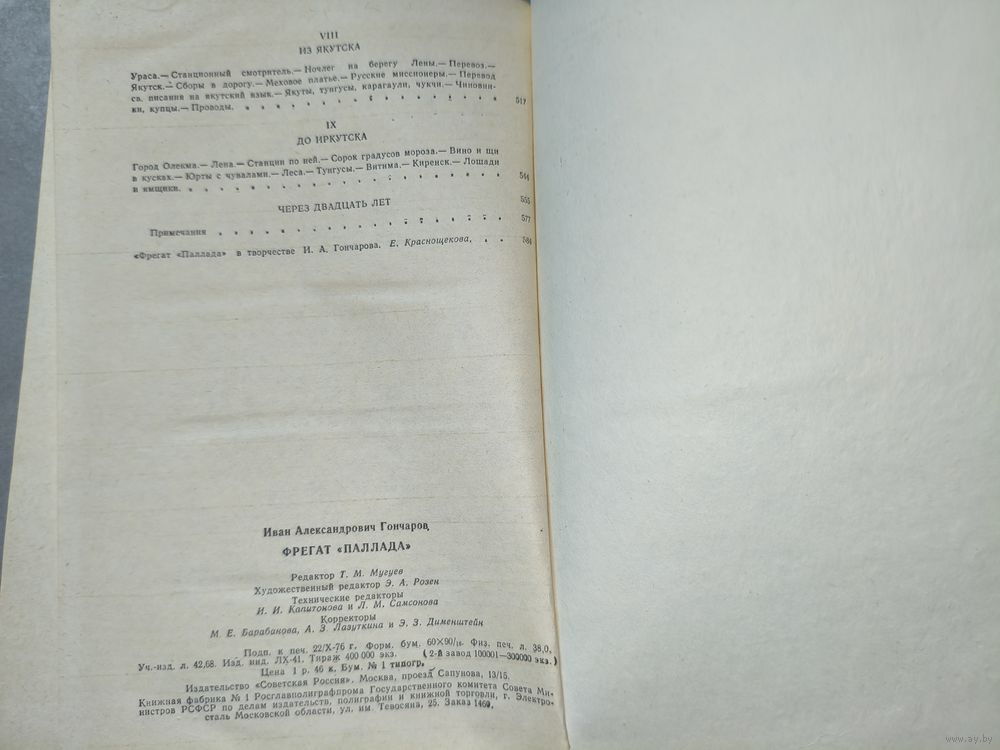 VIII
ИЗ ЯКУТСКА
Ураса.— Станционный смотритель.— Ночлег на берегу Лены.— Перевоз.—
Якутск.— Сборы в дорогу.— Меховое платье.— Русские миссионеры.— Перевод
св. писания на якутский язык.— Якуты, тунгусы, карагаули, чукчи.— Чиновни-
ки, купцы.— Проводы. . . . . . . . . . . . . . 517
IX
ДО ИРКУТСКА
Город Олекма.— Лена.— Станции по ней.— Сорок градусов мороза.— Вино и щи
в кусках.— Юрты с чувалами.— Леса.— Тунгусы.— Витима.— Киренск.— Лошади
и ямщики. . . . . . . . . . . . . . . 544
ЧЕРЕЗ ДВАДЦАТЬ ЛЕТ 555
Примечания . . . . . . . . . . . . . 577
«Фрегат «Паллада» в творчестве И. А. Гончарова. Е. Краснощекова, . . 584
Иван Александрович Гончаров,
ФРЕГАТ «ПАЛЛАДА»
Редактор Т. М. Мугуев
Художественный редактор Э. А. Розен
Технические редакторы
И. И. Капитонова и Л. М. Самсонова
Корректоры
М. Е. Барабанова, А. З. Лазуткина и Э. З. Дименштейн
Подп. к печ. 22/X-76 г. Форм. бум. 60×90/16. Физ. печ. л. 38,0.
Уч.-изд. л. 42,68. Изд. инд. ЛХ-41. Тираж 400 000 экз. (2-й завод 100001—300000 экз.)
Цена 1 р. 46 к. Бум. № 1 типогр.
Издательство «Советская Россия». Москва, проезд Сапунова, 13/15.
Книжная фабрика № 1 Росглавполиграфпрома Государственного комитета Совета Ми-
нистров РСФСР по делам издательств, полиграфии и книжной торговли, г. Электро-
сталь Московской области, ул. им. Тевосяна, 25. Заказ 1460.
www.ay.by